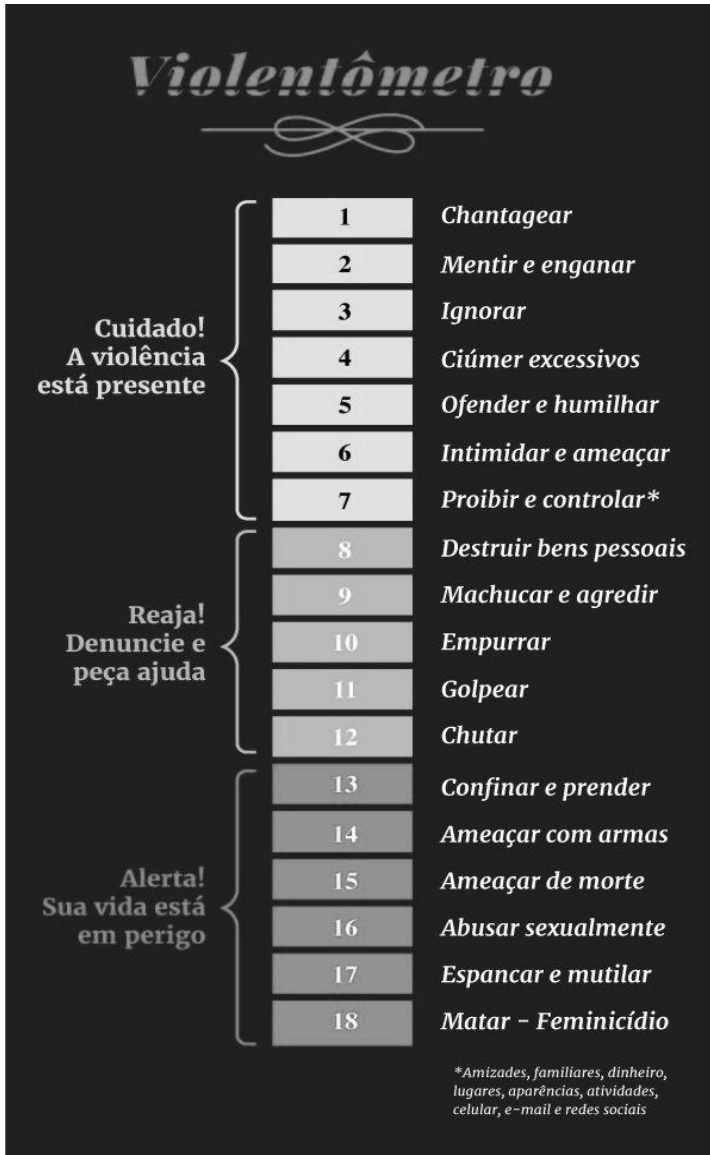 Violentômetro
Cuidado!
A violência
está presente
1 Chantagear
2 Mentir e enganar
3 Ignorar
4 Ciúmer excessivos
5 Ofender e humilhar
6 Intimidar e ameaçar
7 Proibir e controlar*
Reaja!
Denuncie e
peça ajuda
8 Destruir bens pessoais
9 Machucar e agredir
10 Empurrar
11 Golpear
12 Chutar
Alerta!
Sua vida está
em perigo
13 Confinar e prender
14 Ameaçar com armas
15 Ameaçar de morte
16 Abusar sexualmente
17 Espancar e mutilar
18 Matar - Feminicídio
*Amizades, familiares, dinheiro,
lugares, aparências, atividades,
celular, e-mail e redes sociais